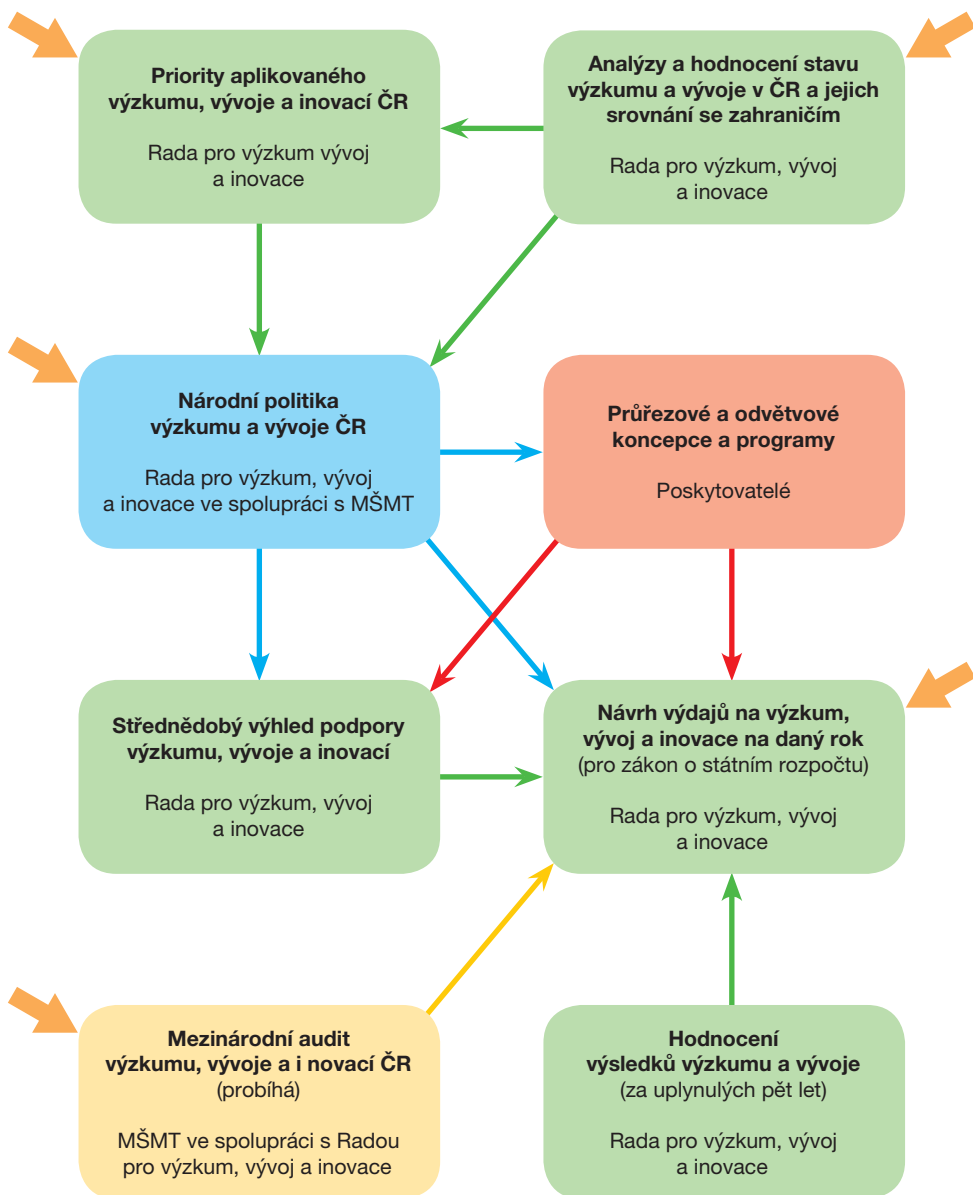 Priority aplikovaného
výzkumu, vývoje a inovací ČR
Rada pro výzkum vývoj
a inovace
Analýzy a hodnocení stavu
výzkumu a vývoje v ČR a jejich
srovnání se zahraničím
Rada pro výzkum, vývoj
a inovace
Národní politika
výzkumu a vývoje ČR
Rada pro výzkum, vývoj
a inovace ve spolupráci s MŠMT
Průřezové a odvětvové
koncepce a programy
Poskytovatelé
Střednědobý výhled podpory
výzkumu, vývoje a inovací
Rada pro výzkum, vývoj
a inovace
Návrh výdajů na výzkum,
vývoj a inovace na daný rok
(pro zákon o státním rozpočtu)
Rada pro výzkum, vývoj
a inovace
Mezinárodní audit
výzkumu, vývoje a i novací ČR
(probíhá)
MŠMT ve spolupráci s Radou
pro výzkum, vývoj a inovace
Hodnocení
výsledků výzkumu a vývoje
(za uplynulých pět let)
Rada pro výzkum, vývoj
a inovace